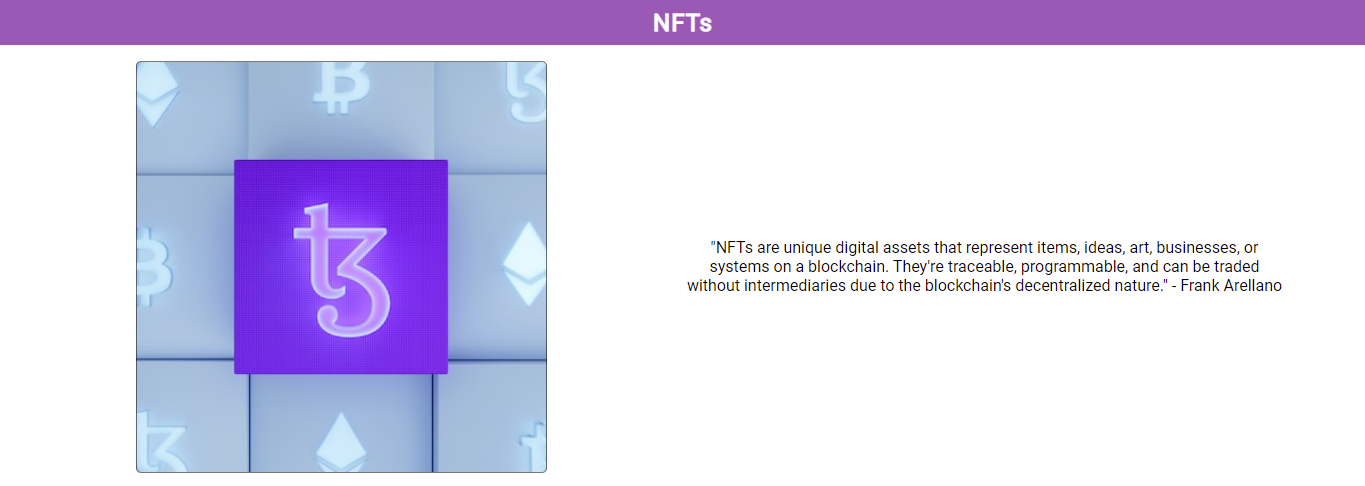 NFTs
"NFTs are unique digital assets that represent items, ideas, art, businesses, or
systems on a blockchain. They're traceable, programmable, and can be traded
without intermediaries due to the blockchain's decentralized nature." - Frank Arellano